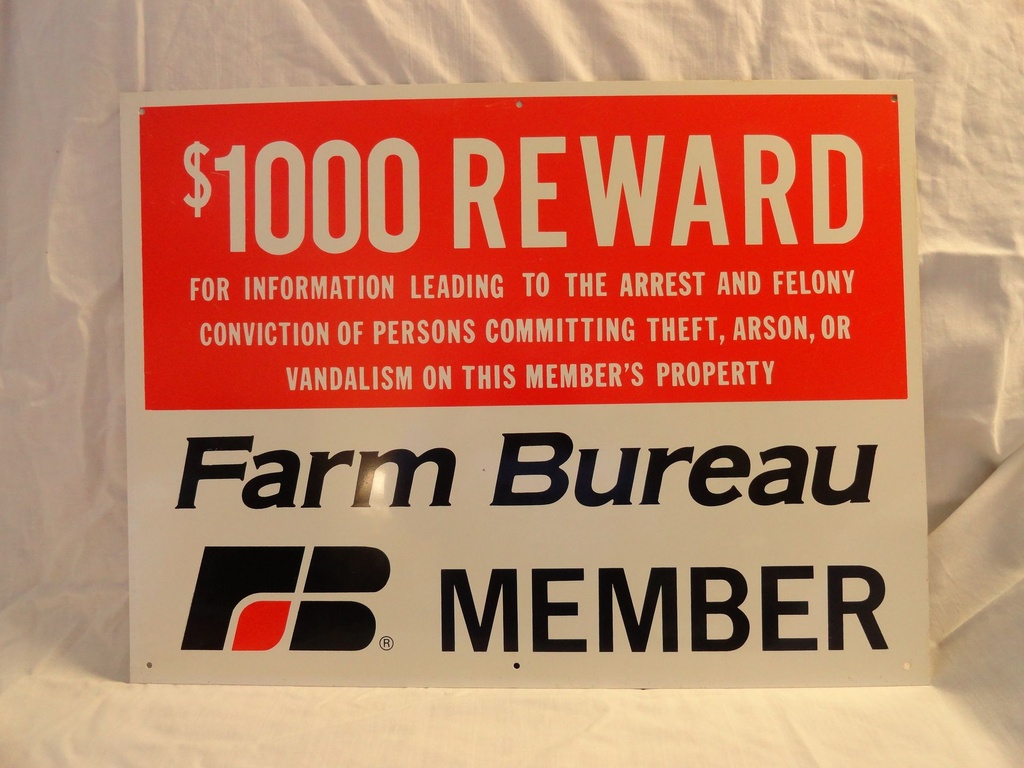 $1000 REWARD
FOR INFORMATION LEADING TO THE ARREST AND FELONY
CONVICTION OF PERSONS COMMITTING THEFT, ARSON, OR
VANDALISM ON THIS MEMBER'S PROPERTY
Farm Bureau
FB® MEMBER